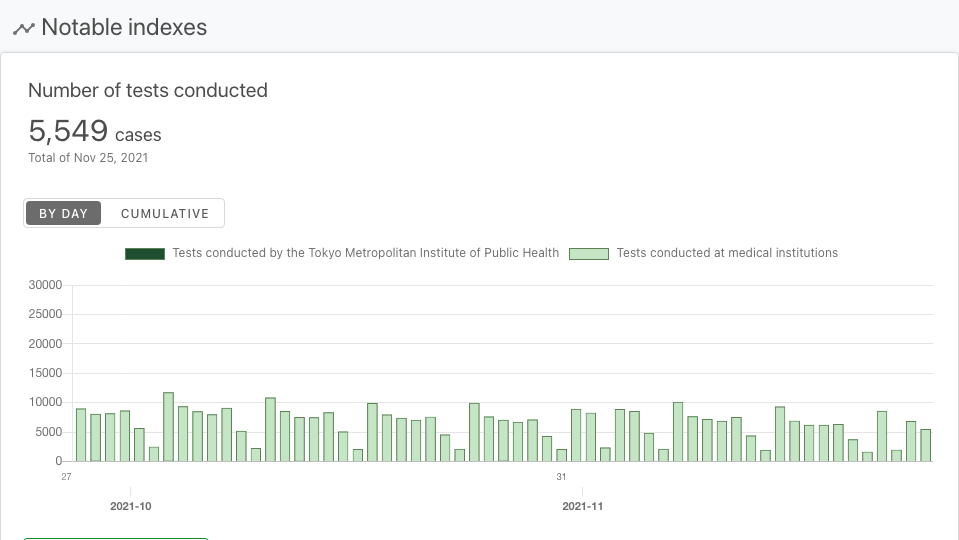 Notable indexes
Number of tests conducted
5,549 cases
Total of Nov 25, 2021
BY DAY CUMULATIVE
Tests conducted by the Tokyo Metropolitan Institute of Public Health Tests conducted at medical institutions
30000
25000
20000
15000
10000
5000
0
27 31
2021-10 2021-11